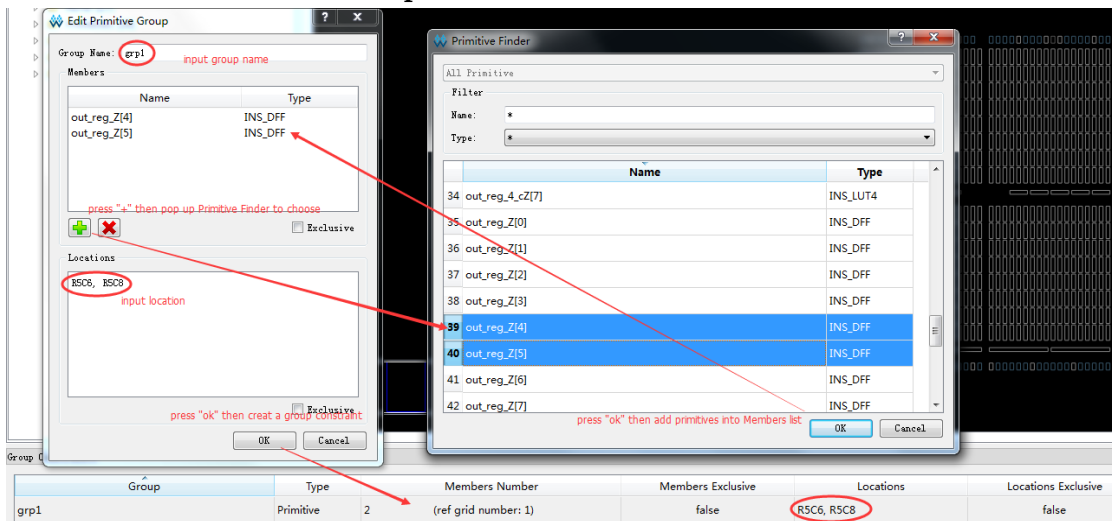 Edit Primitive Group
Group Name: grp1
input group name
Members
Name Type
out_reg_Z[4] INS_DFF
out_reg_Z[5] INS_DFF
press "+" then pop up Primitive Finder to choose
Exclusive
Locations
R5C6, R5C8
input location
Exclusive
press "ok" then creat a group constraint
OK Cancel
Primitive Finder
All Primitive
Filter
Name: *
Type: *
Name Type
34 out_reg_4_cZ[7] INS_LUT4
35 out_reg_Z[0] INS_DFF
36 out_reg_Z[1] INS_DFF
37 out_reg_Z[2] INS_DFF
38 out_reg_Z[3] INS_DFF
39 out_reg_Z[4] INS_DFF
40 out_reg_Z[5] INS_DFF
41 out_reg_Z[6] INS_DFF
42 out_reg_Z[7] INS_DFF
press "ok" then add primitives into Members list
OK Cancel
Group
Group Type Members Number Members Exclusive Locations Locations Exclusive
grp1 Primitive 2 (ref grid number: 1) false R5C6, R5C8 false